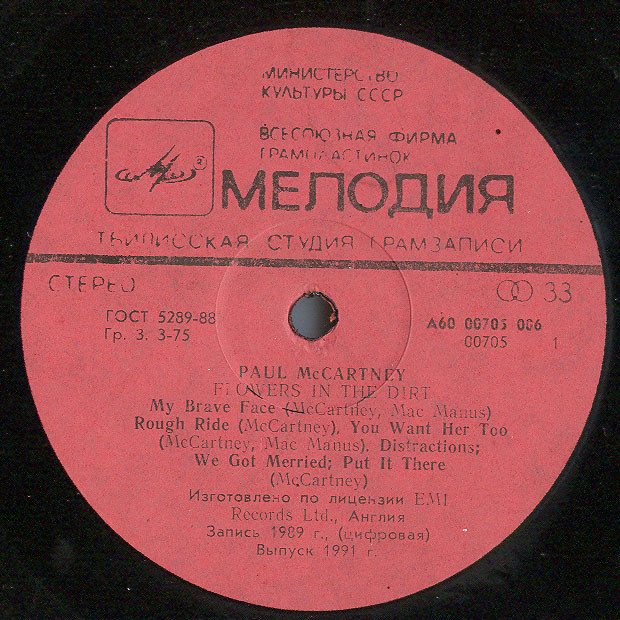 МИНИСТЕРСТВО
КУЛЬТУРЫ СССР
ВСЕСОЮЗНАЯ ФИРМА
ГРАМПЛАСТИНОК
МЕЛОДИЯ
ТБИЛИССКАЯ СТУДИЯ ГРАМЗАПИСИ
СТЕРЕО
33
ГОСТ 5289-88
Гр. 3. 3-75
А60 00705 006
00705 1
PAUL McCARTNEY
FLOWERS IN THE DIRT
My Brave Face (McCartney, Mac Manus)
Rough Ride (McCartney), You Want Her Too
(McCartney, Mac Manus). Distractions;
We Got Merried; Put It There
(McCartney)
Изготовлено по лицензии EMI
Records Ltd., Англия
Запись 1989 г., (цифровая)
Выпуск 1991 г.